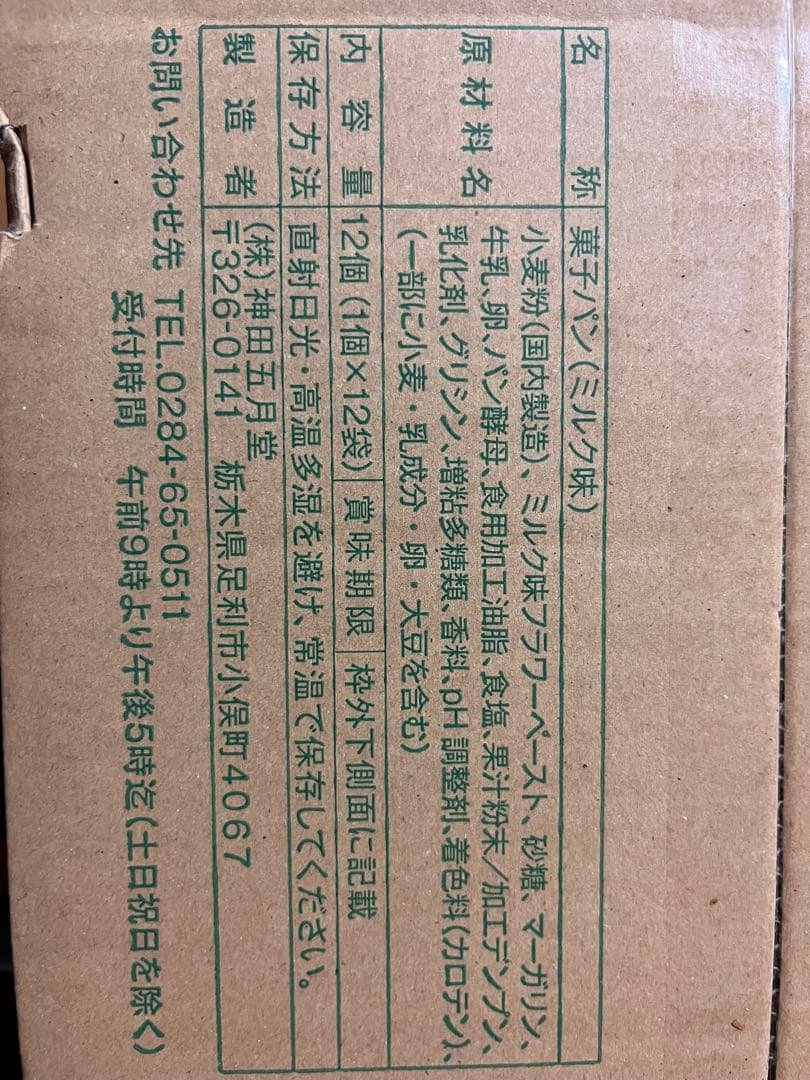 名称 菓子パン(ミルク味)
原材料名 小麦粉(国内製造)、ミルク味フラワーペースト、砂糖、マーガリン、
牛乳、卵、パン酵母、食用加工油脂、食塩、果汁粉末/加工デンプン、
乳化剤、グリシン、増粘多糖類、香料、pH調整剤、着色料(カロテン)、
(一部に小麦・乳成分・卵・大豆を含む)
内容量 12個(1個×12袋) 賞味期限 枠外下側面に記載
保存方法 直射日光・高温多湿を避け、常温で保存してください。
製造者 (株)神田五月堂
〒326-0141 栃木県足利市小俣町4067
お問い合わせ先 TEL.0284-65-0511
受付時間 午前9時より午後5時迄(土日祝日を除く)